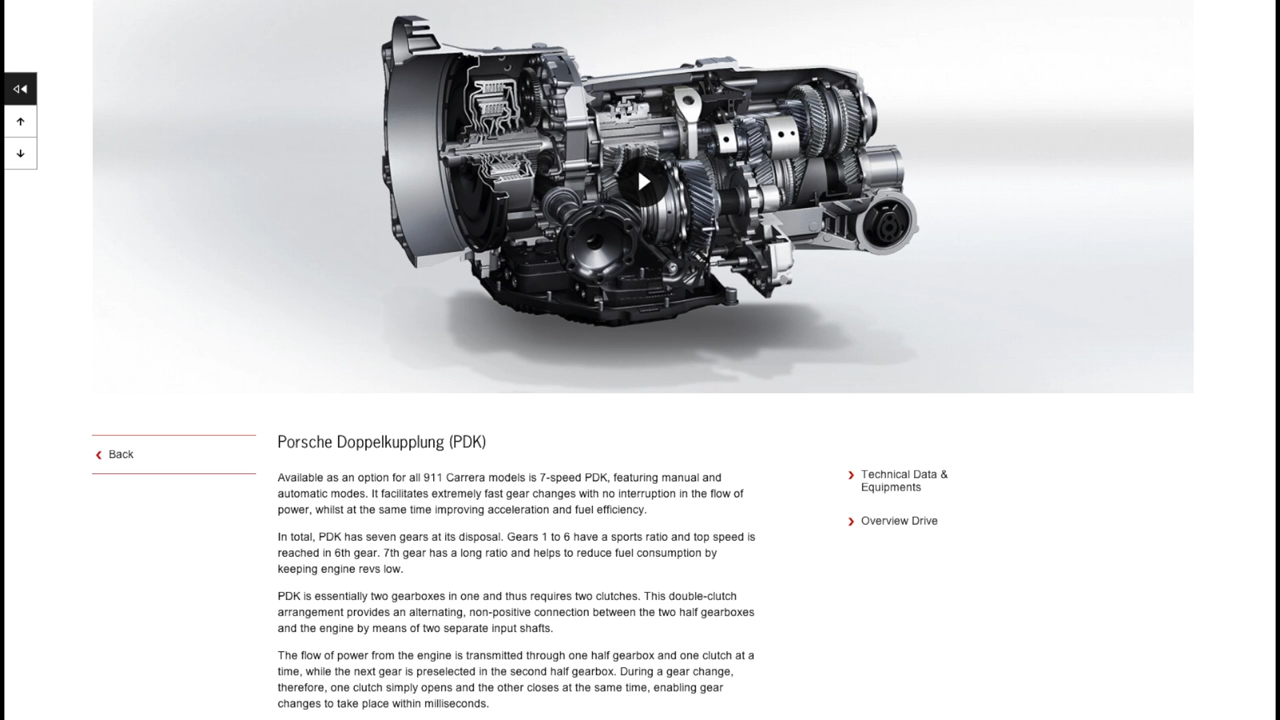 Back
Porsche Doppelkupplung (PDK)
Available as an option for all 911 Carrera models is 7-speed PDK, featuring manual and
automatic modes. It facilitates extremely fast gear changes with no interruption in the flow of
power, whilst at the same time improving acceleration and fuel efficiency.
In total, PDK has seven gears at its disposal. Gears 1 to 6 have a sports ratio and top speed is
reached in 6th gear. 7th gear has a long ratio and helps to reduce fuel consumption by
keeping engine revs low.
PDK is essentially two gearboxes in one and thus requires two clutches. This double-clutch
arrangement provides an alternating, non-positive connection between the two half gearboxes
and the engine by means of two separate input shafts.
The flow of power from the engine is transmitted through one half gearbox and one clutch at a
time, while the next gear is preselected in the second half gearbox. During a gear change,
therefore, one clutch simply opens and the other closes at the same time, enabling gear
changes to take place within milliseconds.
Technical Data &
Equipments
Overview Drive